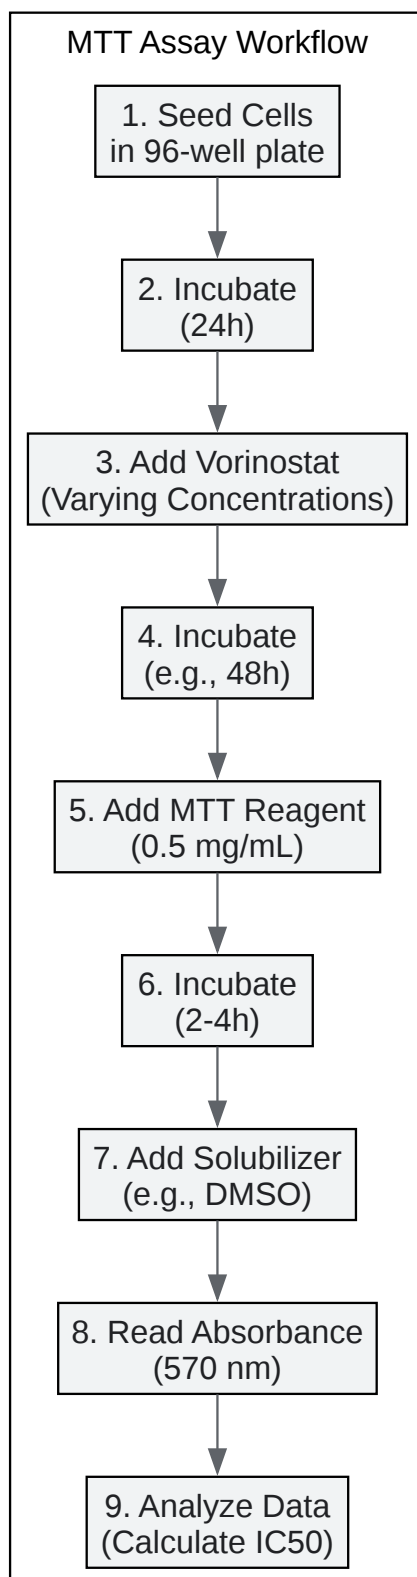 MTT Assay Workflow
1. Seed Cells
in 96-well plate
2. Incubate
(24h)
3. Add Vorinostat
(Varying Concentrations)
4. Incubate
(e.g., 48h)
5. Add MTT Reagent
(0.5 mg/mL)
6. Incubate
(2-4h)
7. Add Solubilizer
(e.g., DMSO)
8. Read Absorbance
(570 nm)
9. Analyze Data
(Calculate IC50)